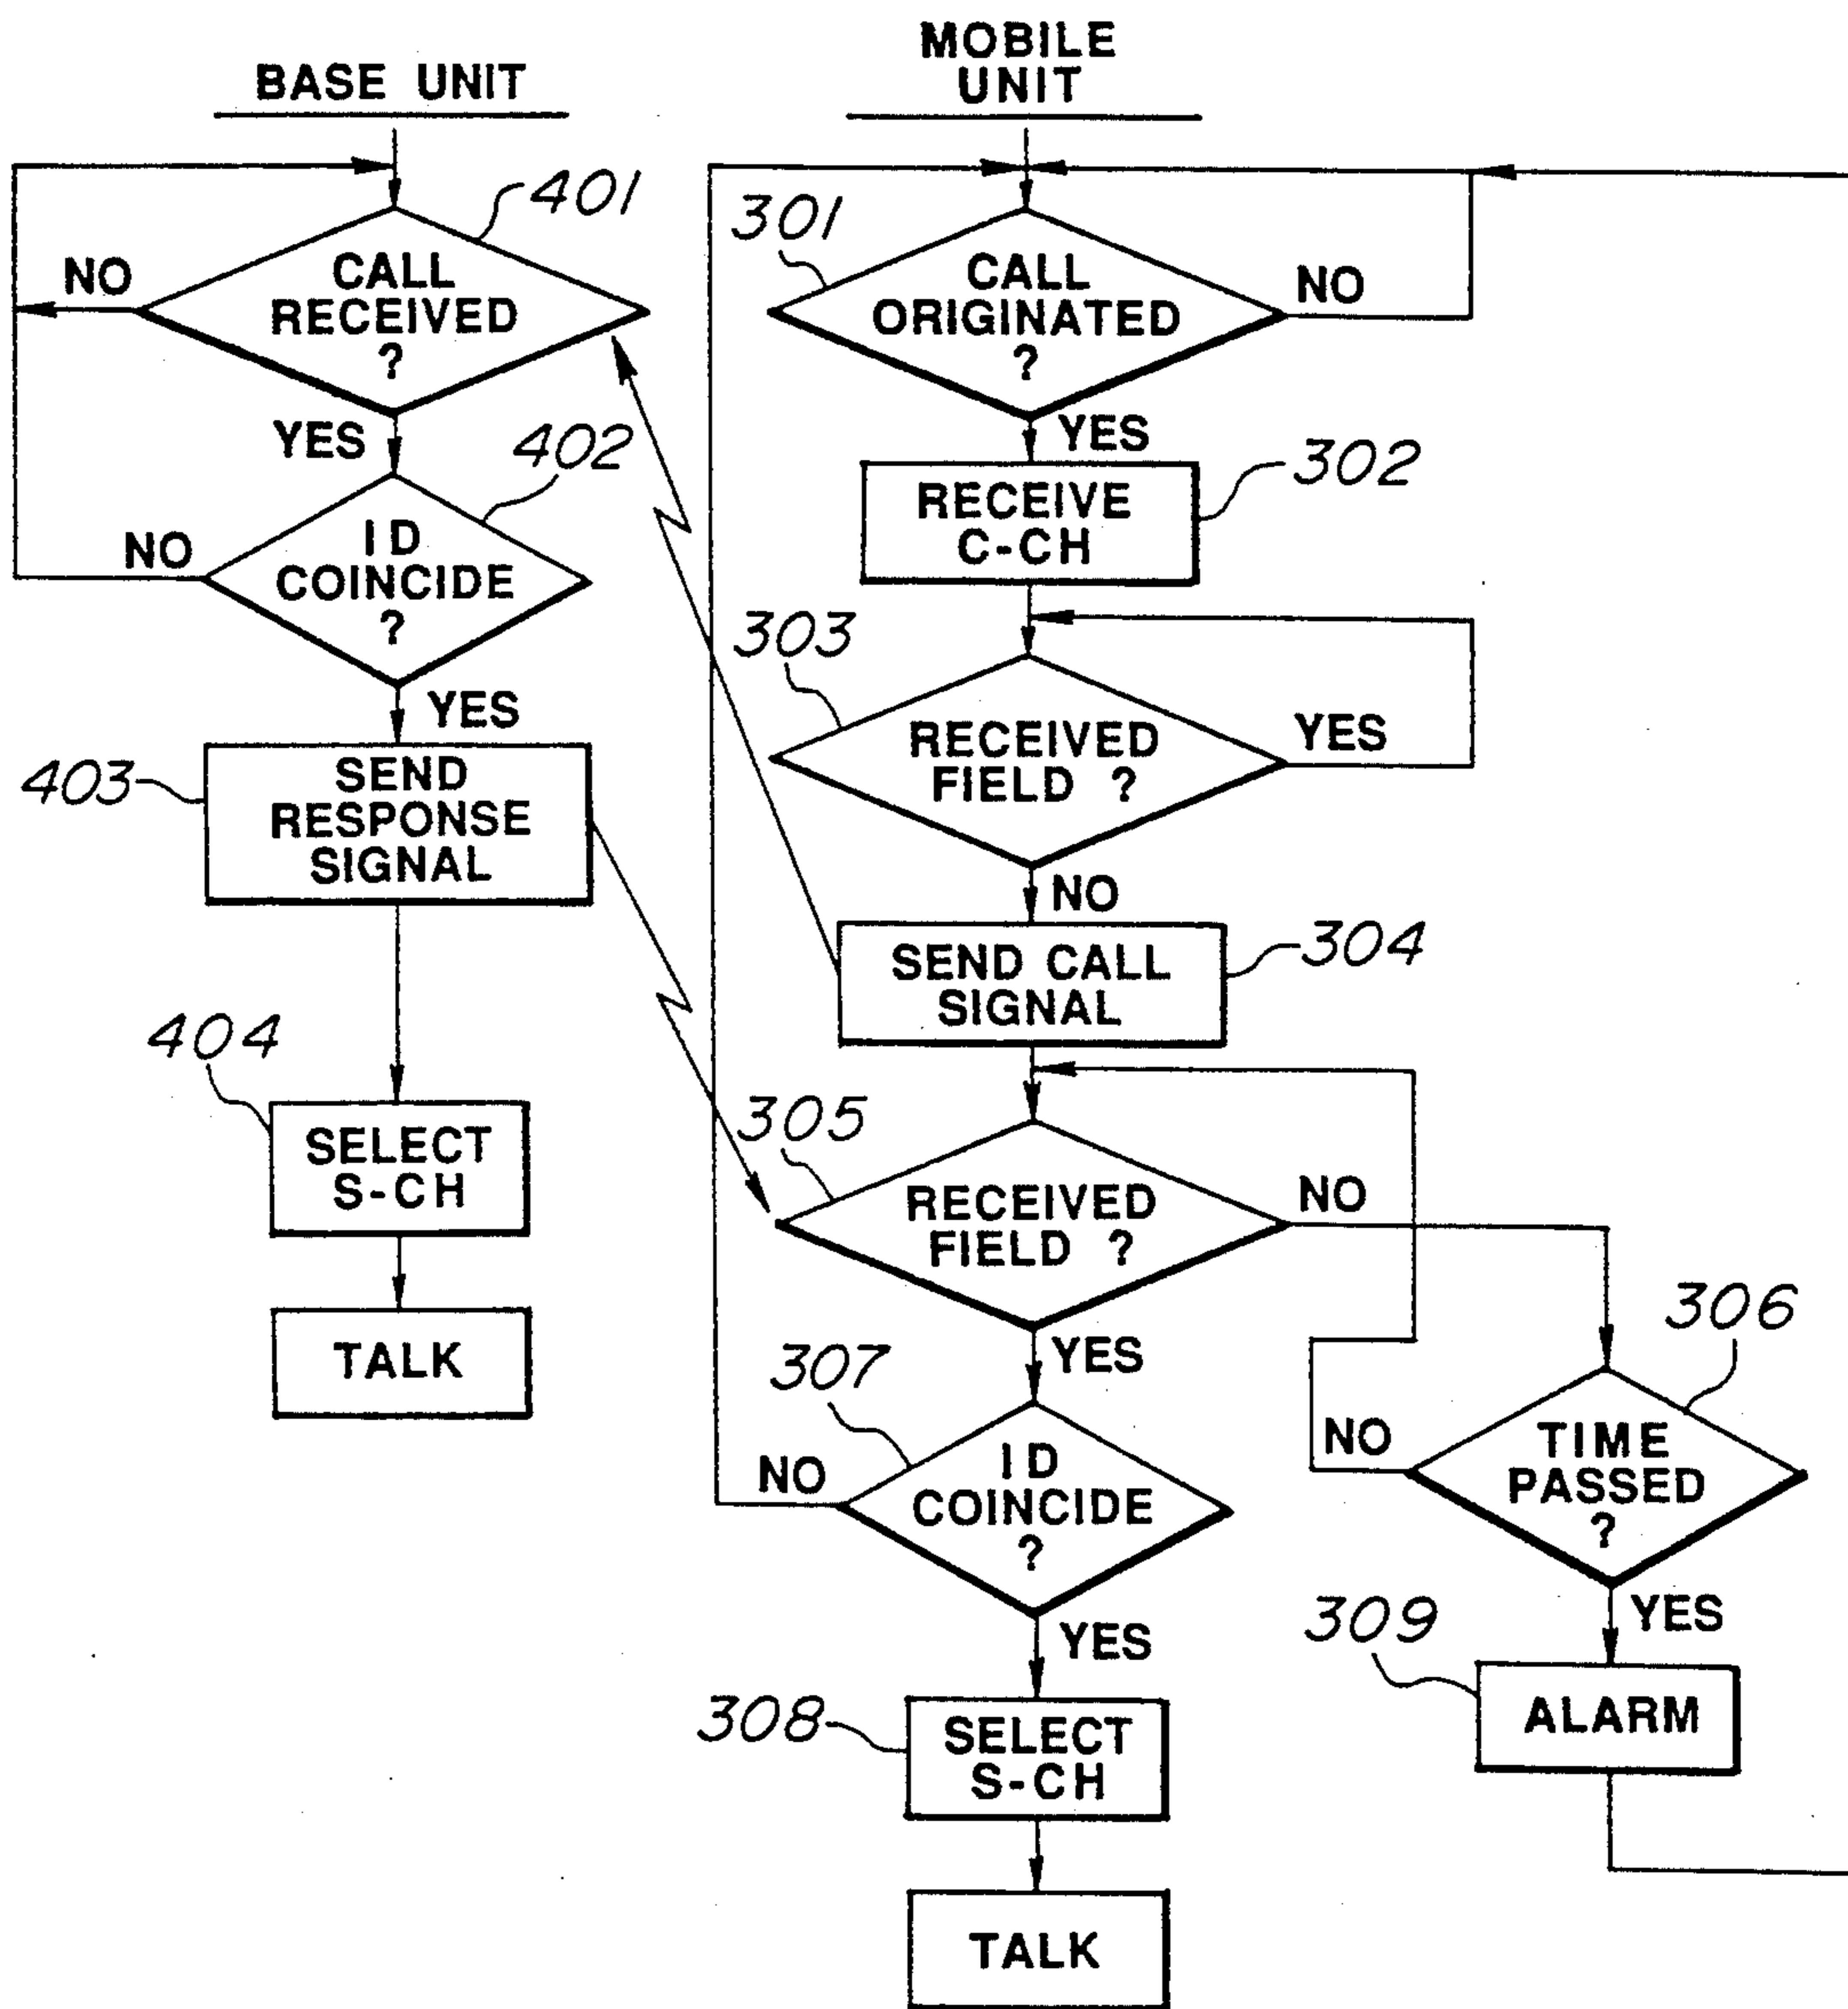 BASE UNIT
401
CALL
RECEIVED
?
NO
YES
402
ID
COINCIDE
?
NO
YES
403
SEND
RESPONSE
SIGNAL
404
SELECT
S-CH
TALK
MOBILE
UNIT
301
CALL
ORIGINATED
?
NO
YES
302
RECEIVE
C-CH
303
RECEIVED
FIELD ?
YES
NO
304
SEND CALL
SIGNAL
305
RECEIVED
FIELD ?
NO
YES
306
TIME
PASSED
?
NO
YES
307
ID
COINCIDE
?
NO
YES
309
ALARM
308
SELECT
S-CH
TALK